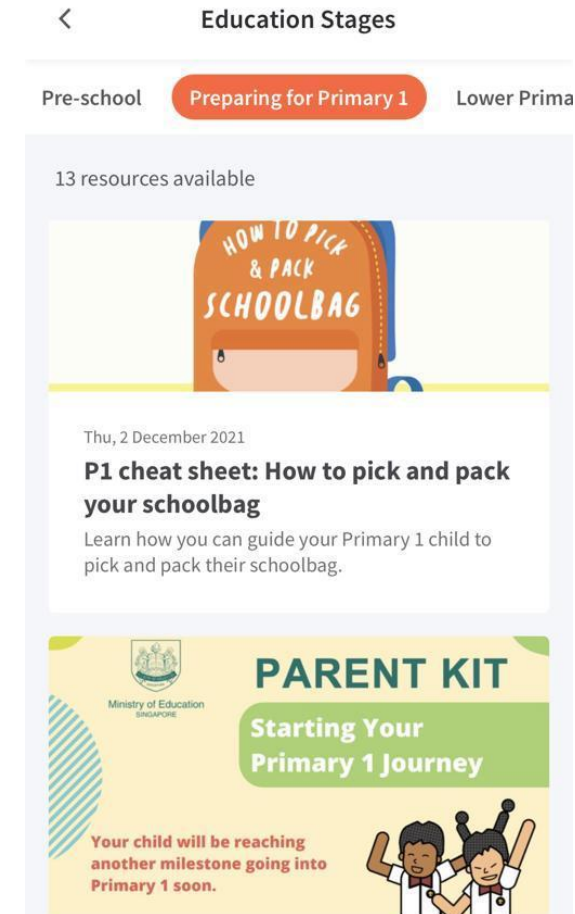 Education Stages
Pre-school
Preparing for Primary 1
Lower Prima
13 resources available
HOW TO PICK
& PACK
SCHOOLBAG
Thu, 2 December 2021
P1 cheat sheet: How to pick and pack
your schoolbag
Learn how you can guide your Primary 1 child to
pick and pack their schoolbag.
Ministry of Education
SINGAPORE
PARENT KIT
Starting Your
Primary 1 Journey
Your child will be reaching
another milestone going into
Primary 1 soon.